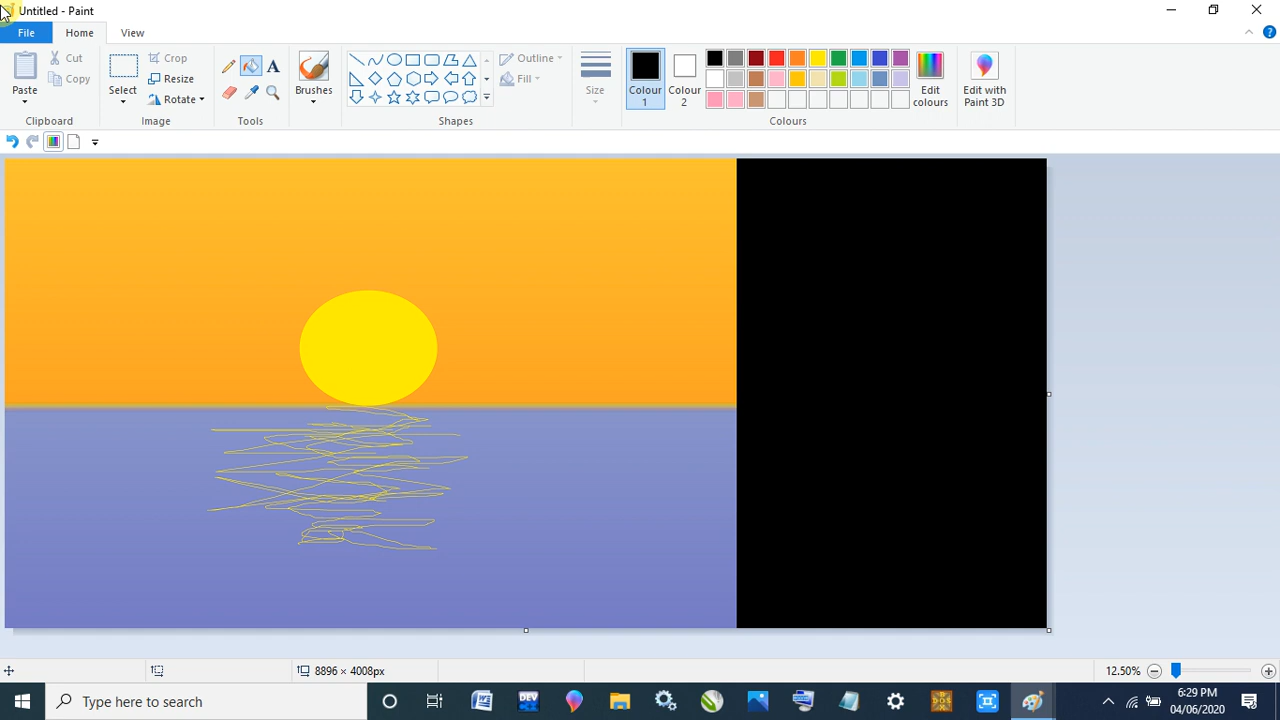 Untitled - Paint
File Home View
Paste
Cut
Copy
Clipboard
Select
Crop
Resize
Rotate
Image
Tools
Brushes
Outline
Fill
Shapes
Size
Colour 1
Colour 2
Colours
Edit colours
Edit with Paint 3D
8896 × 4008px
12.50%
Type here to search
DEV
DOS
6:29 PM
04/06/2020